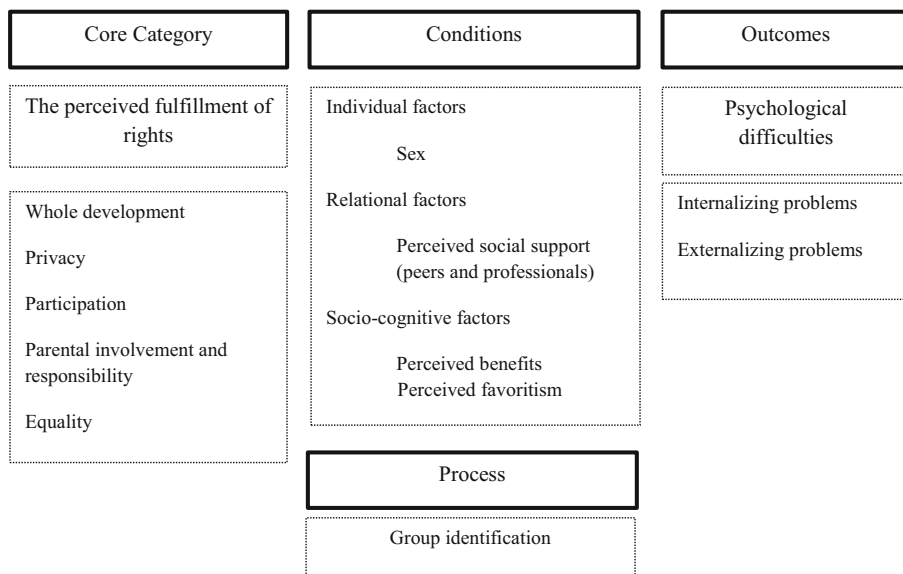 Core Category
The perceived fulfillment of
rights
Whole development
Privacy
Participation
Parental involvement and
responsibility
Equality
Conditions
Individual factors
Sex
Relational factors
Perceived social support
(peers and professionals)
Socio-cognitive factors
Perceived benefits
Perceived favoritism
Process
Group identification
Outcomes
Psychological
difficulties
Internalizing problems
Externalizing problems